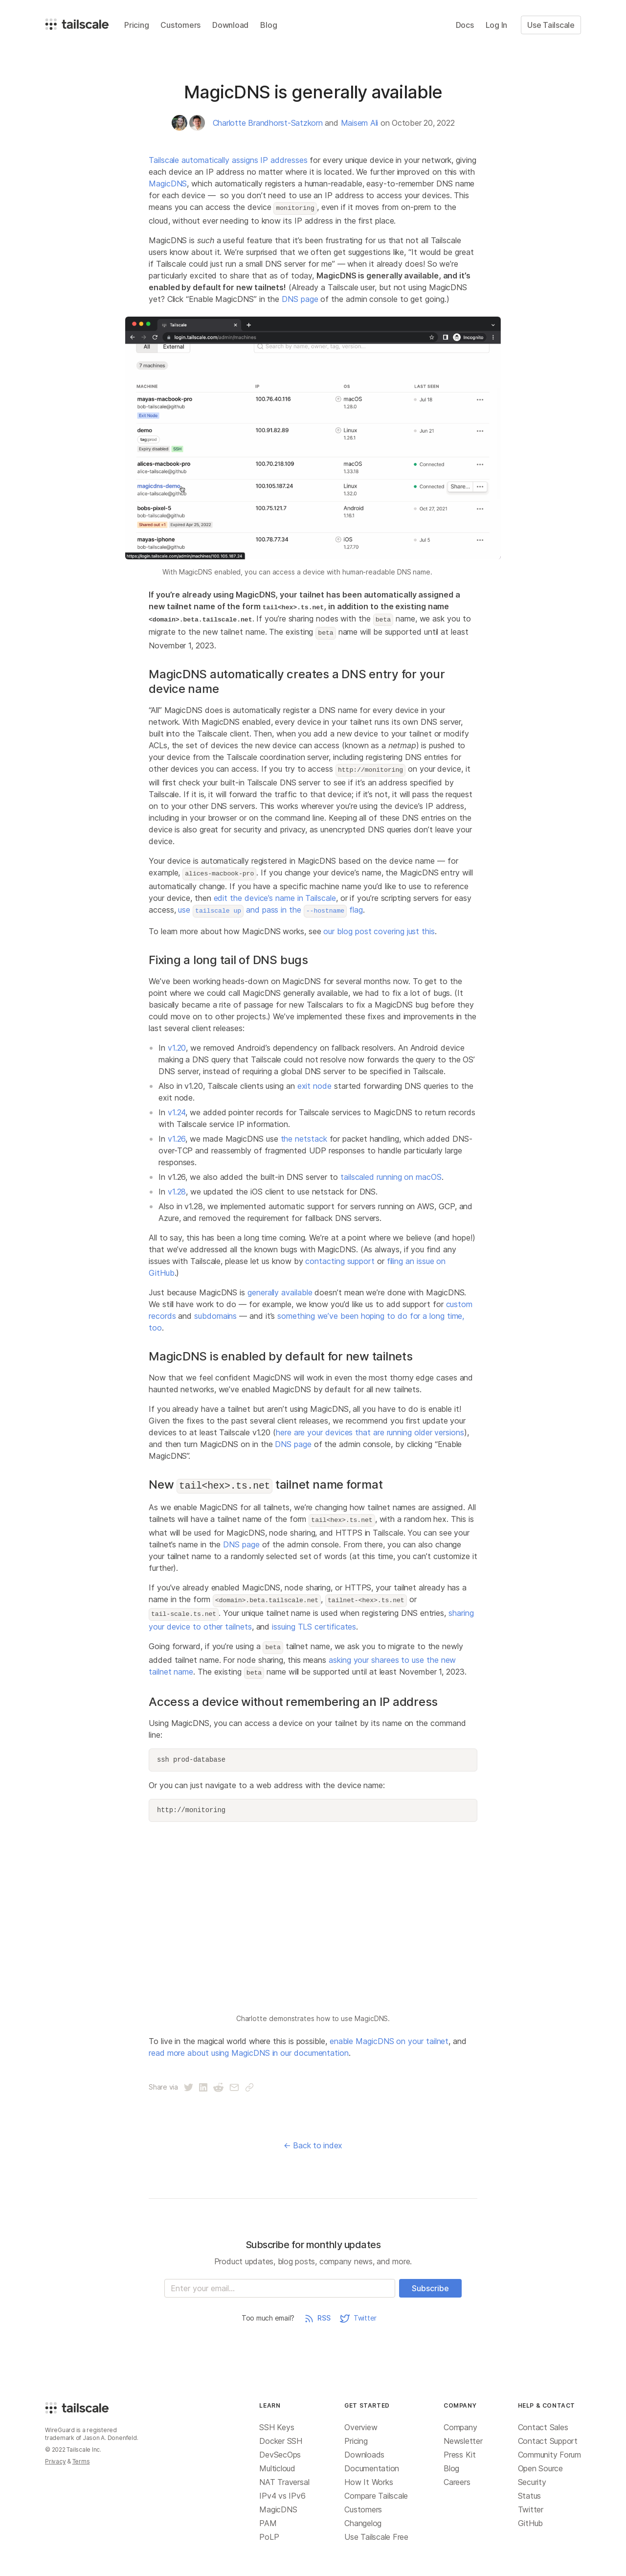 tailscale Pricing Customers Download Blog Docs Log In Use Tailscale
MagicDNS is generally available
Charlotte Brandhorst-Satzkorn and Maisem Ali on October 20, 2022
Tailscale automatically assigns IP addresses for every unique device in your network, giving
each device an IP address no matter where it is located. We further improved on this with
MagicDNS, which automatically registers a human-readable, easy-to-remember DNS name
for each device — so you don’t need to use an IP address to access your devices. This
means you can access the device monitoring, even if it moves from on-prem to the
cloud, without ever needing to know its IP address in the first place.
MagicDNS is such a useful feature that it’s been frustrating for us that not all Tailscale
users know about it. We’re surprised that we often get suggestions like, “It would be great
if Tailscale could just run a small DNS server for me” — when it already does! So we’re
particularly excited to share that as of today, MagicDNS is generally available, and it’s
enabled by default for new tailnets! (Already a Tailscale user, but not using MagicDNS
yet? Click “Enable MagicDNS” in the DNS page of the admin console to get going.)
Tailscale
login.tailscale.com/admin/machines Incognito
All External Search by name, owner, tag, version...
7 machines
MACHINE IP OS LAST SEEN
mayas-macbook-pro 100.76.40.116 macOS Jul 18
bob-tailscale@github 1.28.0
Exit Node
demo 100.91.82.89 Linux Jun 21
tag:prod 1.26.1
Expiry disabled SSH
alices-macbook-pro 100.70.218.109 macOS Connected
alice-tailscale@github 1.33.18
magicdns-demo 100.105.187.24 Linux Connected Share...
alice-tailscale@github 1.32.0
bobs-pixel-5 100.75.121.7 Android Oct 27, 2021
bob-tailscale@github 1.16.1
Shared out +1 Expired Apr 25, 2022
mayas-iphone 100.76.77.34 iOS Jul 5
bob-tailscale@github 1.27.70
https://login.tailscale.com/admin/machines/100.105.187.24
With MagicDNS enabled, you can access a device with human-readable DNS name.
If you’re already using MagicDNS, your tailnet has been automatically assigned a
new tailnet name of the form tail<hex>.ts.net, in addition to the existing name
<domain>.beta.tailscale.net. If you’re sharing nodes with the beta name, we ask you to
migrate to the new tailnet name. The existing beta name will be supported until at least
November 1, 2023.
MagicDNS automatically creates a DNS entry for your
device name
“All” MagicDNS does is automatically register a DNS name for every device in your
network. With MagicDNS enabled, every device in your tailnet runs its own DNS server,
built into the Tailscale client. Then, when you add a new device to your tailnet or modify
ACLs, the set of devices the new device can access (known as a netmap) is pushed to
your device from the Tailscale coordination server, including registering DNS entries for
other devices you can access. If you try to access http://monitoring on your device, it
will first check your built-in Tailscale DNS server to see if it’s an address specified by
Tailscale. If it is, it will forward the traffic to that device; if it’s not, it will pass the request
on to your other DNS servers. This works wherever you’re using the device’s IP address,
including in your browser or on the command line. Keeping all of these DNS entries on the
device is also great for security and privacy, as unencrypted DNS queries don’t leave your
device.
Your device is automatically registered in MagicDNS based on the device name — for
example, alices-macbook-pro. If you change your device’s name, the MagicDNS entry will
automatically change. If you have a specific machine name you’d like to use to reference
your device, then edit the device’s name in Tailscale, or if you’re scripting servers for easy
access, use tailscale up and pass in the --hostname flag.
To learn more about how MagicDNS works, see our blog post covering just this.
Fixing a long tail of DNS bugs
We’ve been working heads-down on MagicDNS for several months now. To get to the
point where we could call MagicDNS generally available, we had to fix a lot of bugs. (It
basically became a rite of passage for new Tailscalars to fix a MagicDNS bug before they
could move on to other projects.) We’ve implemented these fixes and improvements in the
last several client releases:
In v1.20, we removed Android’s dependency on fallback resolvers. An Android device
making a DNS query that Tailscale could not resolve now forwards the query to the OS’
DNS server, instead of requiring a global DNS server to be specified in Tailscale.
Also in v1.20, Tailscale clients using an exit node started forwarding DNS queries to the
exit node.
In v1.24, we added pointer records for Tailscale services to MagicDNS to return records
with Tailscale service IP information.
In v1.26, we made MagicDNS use the netstack for packet handling, which added DNS-
over-TCP and reassembly of fragmented UDP responses to handle particularly large
responses.
In v1.26, we also added the built-in DNS server to tailscaled running on macOS.
In v1.28, we updated the iOS client to use netstack for DNS.
Also in v1.28, we implemented automatic support for servers running on AWS, GCP, and
Azure, and removed the requirement for fallback DNS servers.
All to say, this has been a long time coming. We’re at a point where we believe (and hope!)
that we’ve addressed all the known bugs with MagicDNS. (As always, if you find any
issues with Tailscale, please let us know by contacting support or filing an issue on
GitHub.)
Just because MagicDNS is generally available doesn’t mean we’re done with MagicDNS.
We still have work to do — for example, we know you’d like us to add support for custom
records and subdomains — and it’s something we’ve been hoping to do for a long time,
too.
MagicDNS is enabled by default for new tailnets
Now that we feel confident MagicDNS will work in even the most thorny edge cases and
haunted networks, we’ve enabled MagicDNS by default for all new tailnets.
If you already have a tailnet but aren’t using MagicDNS, all you have to do is enable it!
Given the fixes to the past several client releases, we recommend you first update your
devices to at least Tailscale v1.20 (here are your devices that are running older versions),
and then turn MagicDNS on in the DNS page of the admin console, by clicking “Enable
MagicDNS”.
New tail<hex>.ts.net tailnet name format
As we enable MagicDNS for all tailnets, we’re changing how tailnet names are assigned. All
tailnets will have a tailnet name of the form tail<hex>.ts.net, with a random hex. This is
what will be used for MagicDNS, node sharing, and HTTPS in Tailscale. You can see your
tailnet’s name in the DNS page of the admin console. From there, you can also change
your tailnet name to a randomly selected set of words (at this time, you can’t customize it
further).
If you’ve already enabled MagicDNS, node sharing, or HTTPS, your tailnet already has a
name in the form <domain>.beta.tailscale.net, tailnet-<hex>.ts.net or
tail-scale.ts.net. Your unique tailnet name is used when registering DNS entries, sharing
your device to other tailnets, and issuing TLS certificates.
Going forward, if you’re using a beta tailnet name, we ask you to migrate to the newly
added tailnet name. For node sharing, this means asking your sharees to use the new
tailnet name. The existing beta name will be supported until at least November 1, 2023.
Access a device without remembering an IP address
Using MagicDNS, you can access a device on your tailnet by its name on the command
line:
ssh prod-database
Or you can just navigate to a web address with the device name:
http://monitoring
Charlotte demonstrates how to use MagicDNS.
To live in the magical world where this is possible, enable MagicDNS on your tailnet, and
read more about using MagicDNS in our documentation.
Share via
← Back to index
Subscribe for monthly updates
Product updates, blog posts, company news, and more.
Enter your email... Subscribe
Too much email? RSS Twitter
tailscale
WireGuard is a registered
trademark of Jason A. Donenfeld.
© 2022 Tailscale Inc.
Privacy & Terms
LEARN
SSH Keys
Docker SSH
DevSecOps
Multicloud
NAT Traversal
IPv4 vs IPv6
MagicDNS
PAM
PoLP
GET STARTED
Overview
Pricing
Downloads
Documentation
How It Works
Compare Tailscale
Customers
Changelog
Use Tailscale Free
COMPANY
Company
Newsletter
Press Kit
Blog
Careers
HELP & CONTACT
Contact Sales
Contact Support
Community Forum
Open Source
Security
Status
Twitter
GitHub